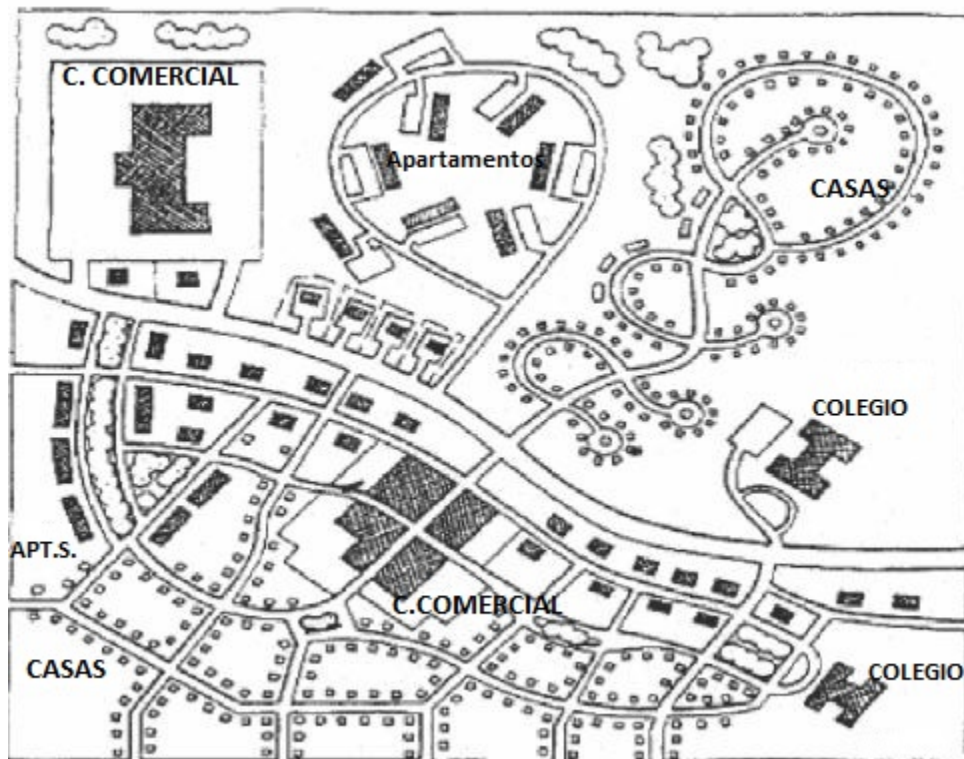 C. COMERCIAL
Apartamentos
CASAS
COLEGIO
APT.S.
C.COMERCIAL
CASAS
COLEGIO